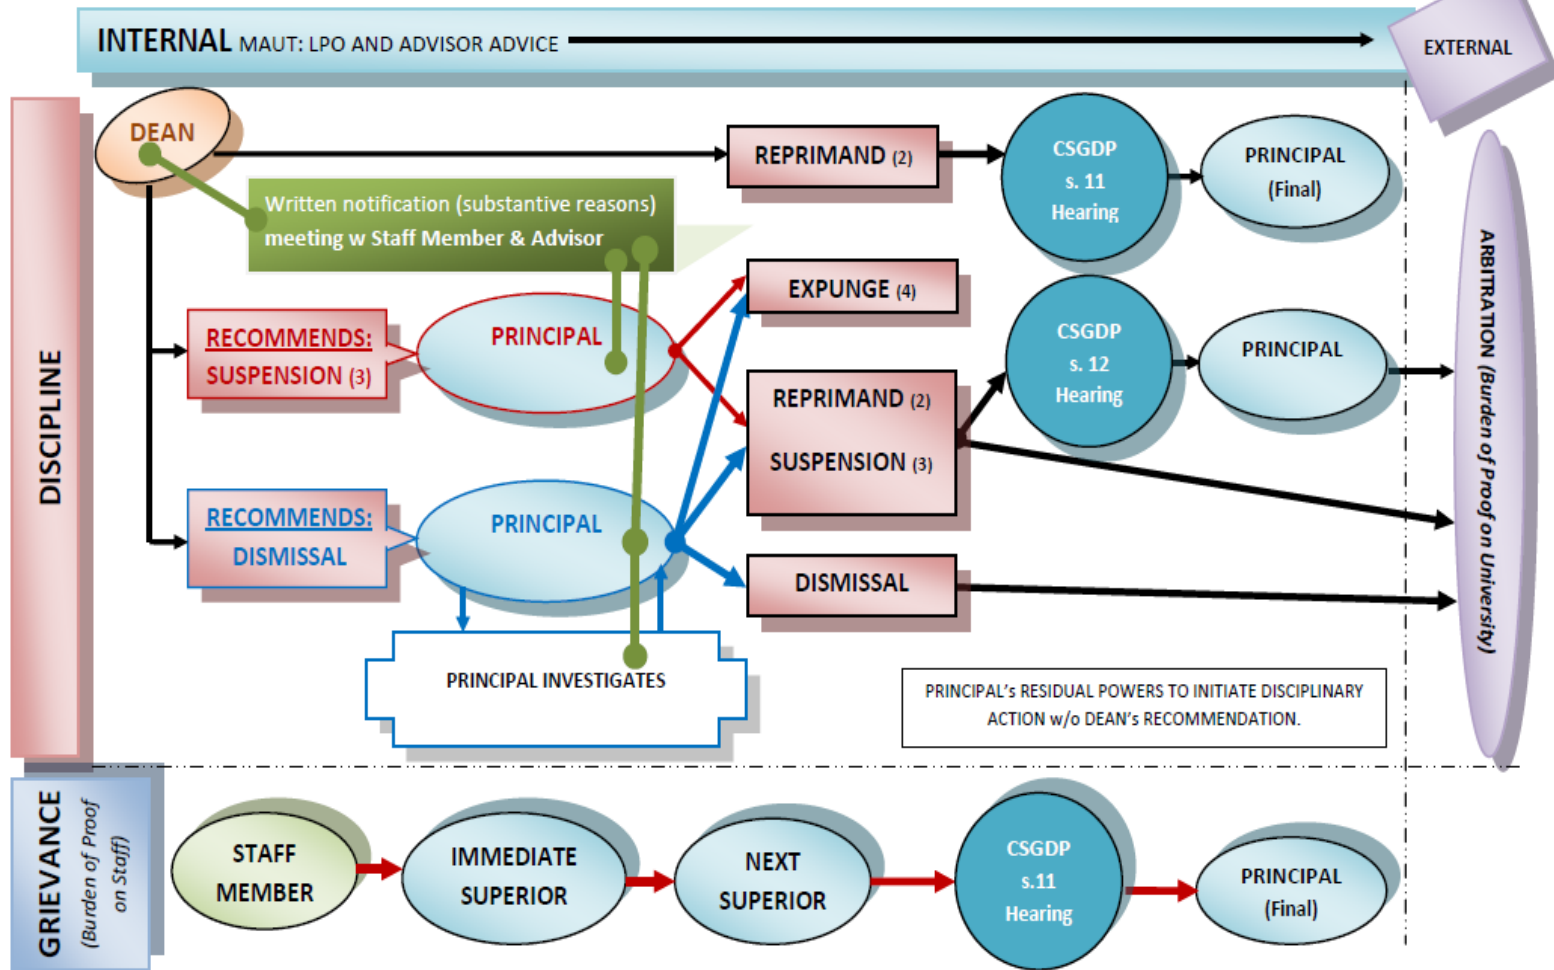 INTERNAL MAUT: LPO AND ADVISOR ADVICE
EXTERNAL
DISCIPLINE
DEAN
Written notification (substantive reasons)
meeting w Staff Member & Advisor
REPRIMAND (2)
CSGDP
s. 11
Hearing
PRINCIPAL
(Final)
RECOMMENDS:
SUSPENSION (3)
PRINCIPAL
EXPUNGE (4)
REPRIMAND (2)
SUSPENSION (3)
CSGDP
s. 12
Hearing
PRINCIPAL
RECOMMENDS:
DISMISSAL
PRINCIPAL
DISMISSAL
PRINCIPAL INVESTIGATES
PRINCIPAL's RESIDUAL POWERS TO INITIATE DISCIPLINARY
ACTION w/o DEAN's RECOMMENDATION.
ARBITRATION (Burden of Proof on University)
GRIEVANCE
(Burden of Proof
on Staff)
STAFF
MEMBER
IMMEDIATE
SUPERIOR
NEXT
SUPERIOR
CSGDP
s.11
Hearing
PRINCIPAL
(Final)